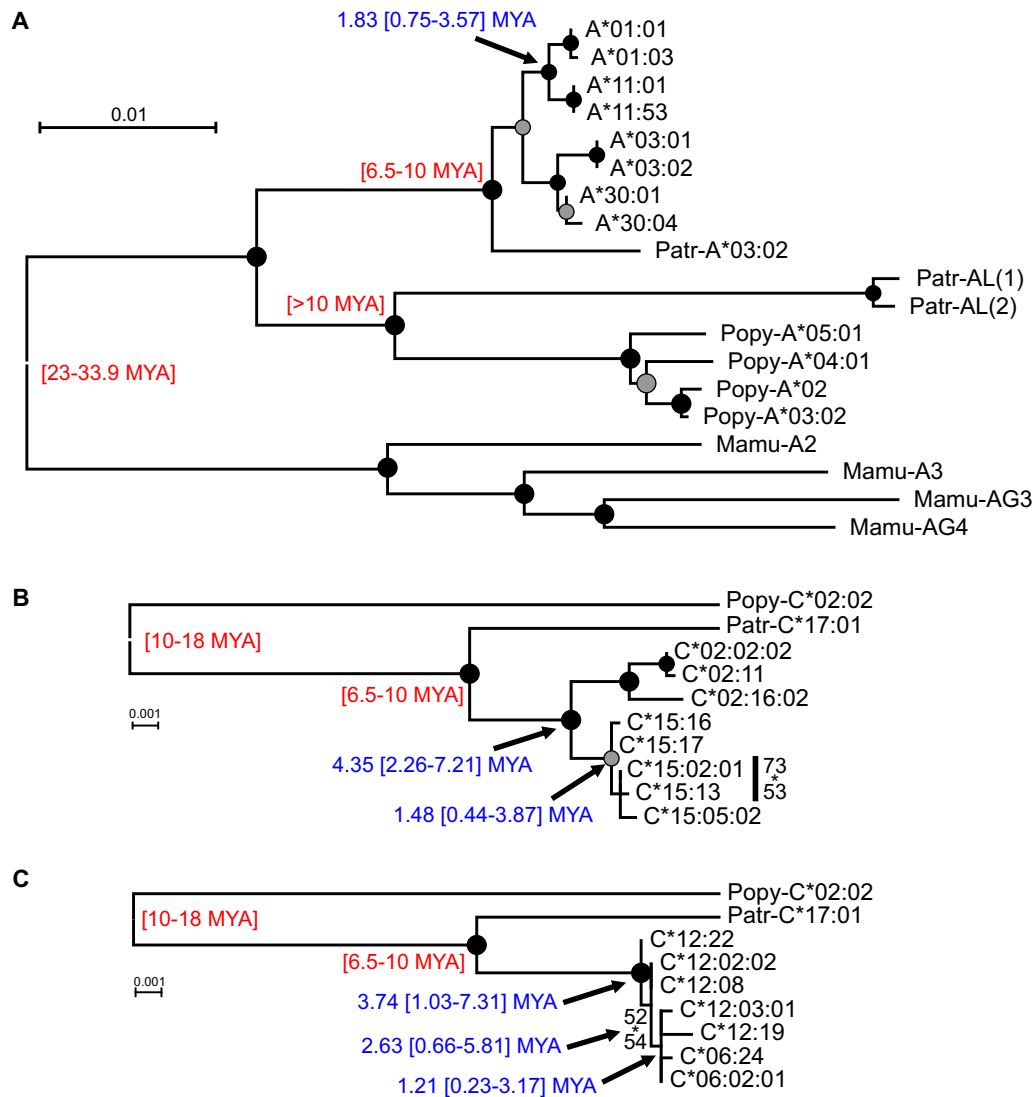 A
1.83 [0.75-3.57] MYA
A*01:01
A*01:03
A*11:01
A*11:53
0.01
A*03:01
A*03:02
[6.5-10 MYA]
A*30:01
A*30:04
Patr-A*03:02
Patr-AL(1)
[>10 MYA]
Patr-AL(2)
Popy-A*05:01
Popy-A*04:01
[23-33.9 MYA]
Popy-A*02
Popy-A*03:02
Mamu-A2
Mamu-A3
Mamu-AG3
Mamu-AG4
B
Popy-C*02:02
[10-18 MYA]
Patr-C*17:01
C*02:02:02
C*02:11
[6.5-10 MYA]
C*02:16:02
0.001
C*15:16
C*15:17
4.35 [2.26-7.21] MYA
C*15:02:01
73
*
53
C*15:13
1.48 [0.44-3.87] MYA
C*15:05:02
C
Popy-C*02:02
[10-18 MYA]
Patr-C*17:01
C*12:22
[6.5-10 MYA]
C*12:02:02
0.001
C*12:08
3.74 [1.03-7.31] MYA
C*12:03:01
52
*
54
C*12:19
2.63 [0.66-5.81] MYA
C*06:24
C*06:02:01
1.21 [0.23-3.17] MYA